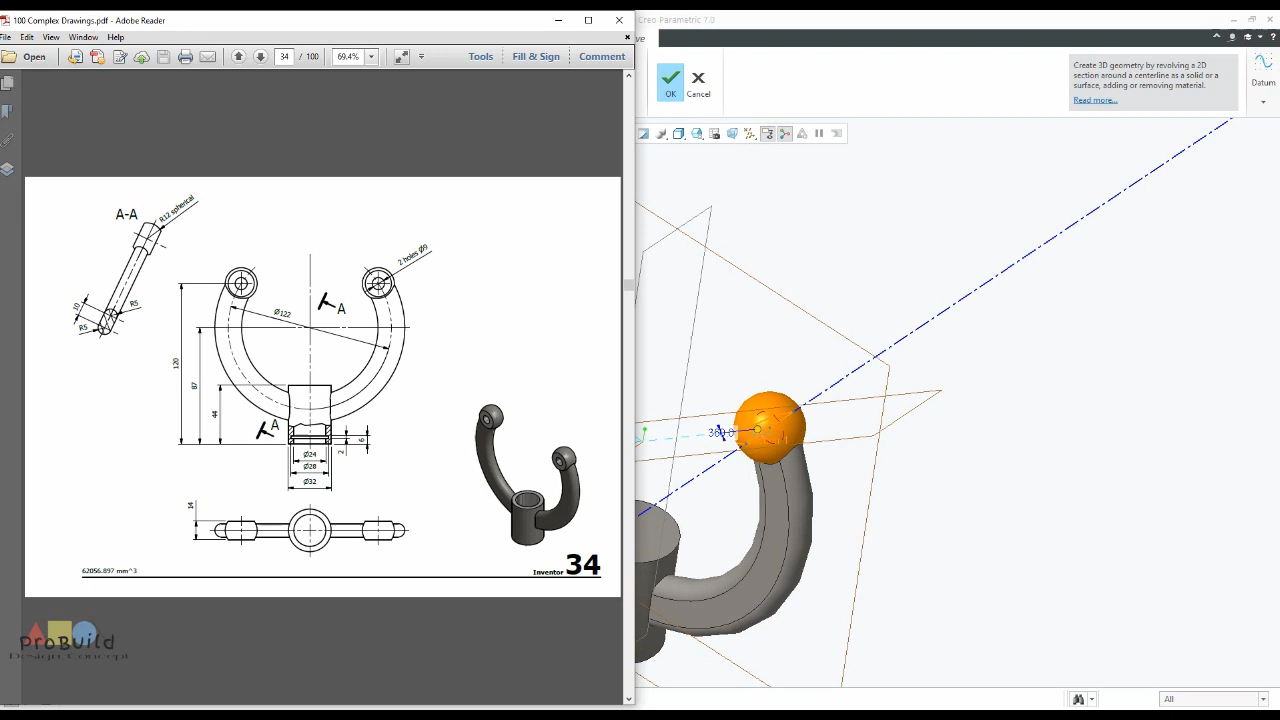 100 Complex Drawings.pdf - Adobe Reader
Creo Parametric 7.0
File Edit View Window Help
Open
34 / 100
69.4%
Tools Fill & Sign Comment
OK Cancel
Create 3D geometry by revolving a 2D
section around a centerline as a solid or a
surface, adding or removing material.
Read more...
Datum
A-A
R12 spherical
10
R5
R5
2 holes Ø9
A
Ø122
120
87
44
A
6
2
Ø24
Ø28
Ø32
14
62056.897 mm^3
Inventor 34
ProBuild
Design Concept
All